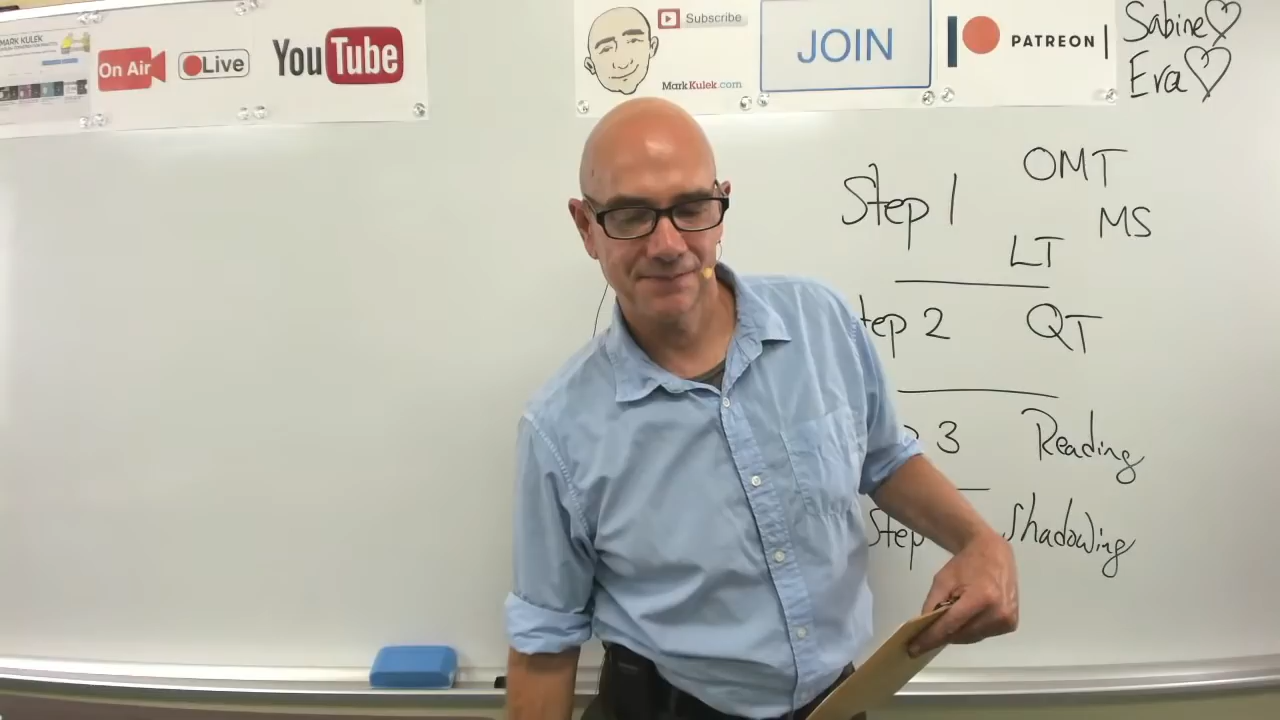 MARK KULEK
On Air
Live
YouTube
Subscribe
MarkKulek.com
JOIN
PATREON
Sabine
Eva
Step 1
OMT
MS
LT
tep 2
QT
3
Reading
Step
Shadowing